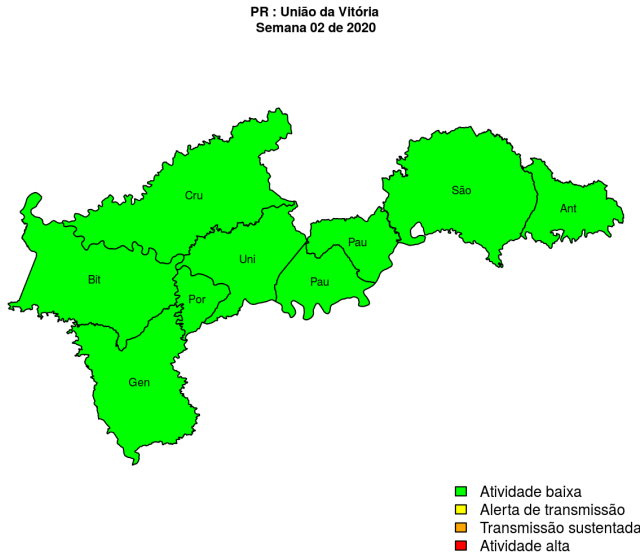 PR : União da Vitória
Semana 02 de 2020
Cru
São
Ant
Pau
Uni
Bit
Pau
Por
Gen
Atividade baixa
Alerta de transmissão
Transmissão sustentada
Atividade alta